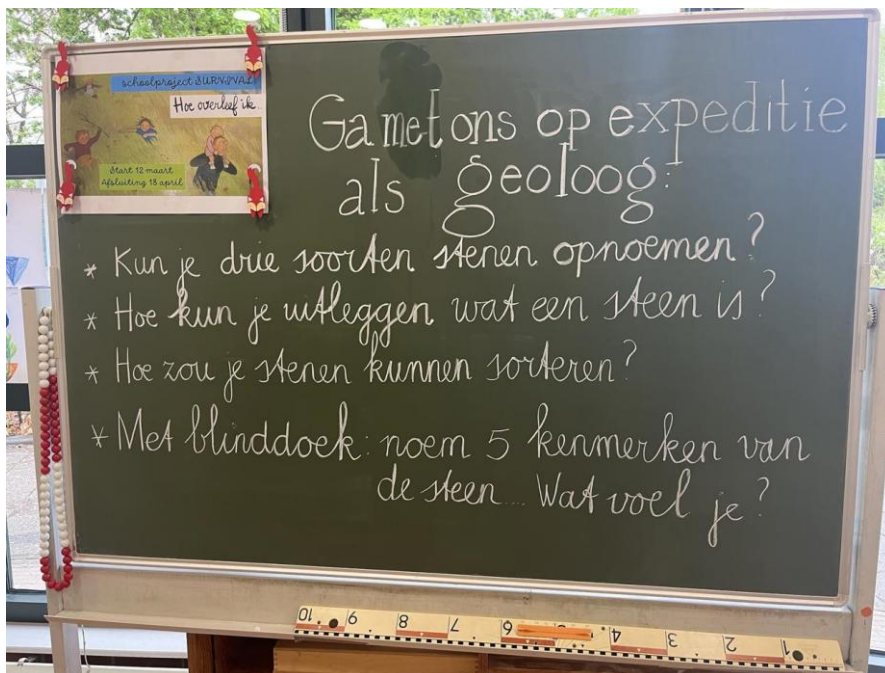 schoolproject SURVIVAL
Hoe overleef ik...
Start 12 maart
Afsluiting 18 april
Ga met ons op expeditie
als geoloog:
* Kun je drie soorten stenen opnoemen?
* Hoe kun je uitleggen wat een steen is?
* Hoe zou je stenen kunnen sorteren?
* Met blinddoek: noem 5 kenmerken van
de steen... Wat voel je?
10 9 8 7 6 4 3 2 1